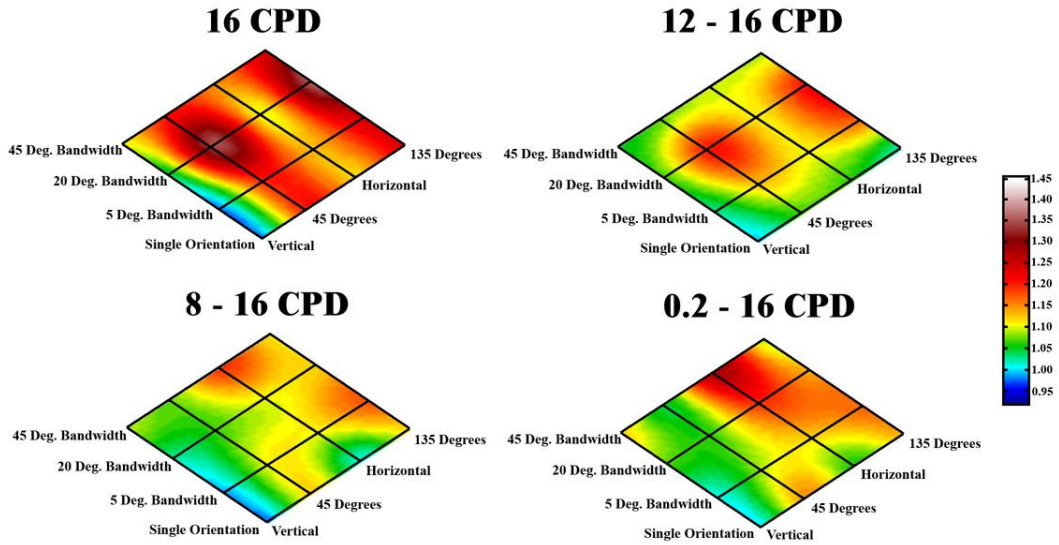 16 CPD
45 Deg. Bandwidth
20 Deg. Bandwidth
5 Deg. Bandwidth
Single Orientation
Vertical
45 Degrees
Horizontal
135 Degrees
12 - 16 CPD
45 Deg. Bandwidth
20 Deg. Bandwidth
5 Deg. Bandwidth
Single Orientation
Vertical
45 Degrees
Horizontal
135 Degrees
1.45
1.40
1.35
1.30
1.25
1.20
1.15
1.10
1.05
1.00
0.95
8 - 16 CPD
45 Deg. Bandwidth
20 Deg. Bandwidth
5 Deg. Bandwidth
Single Orientation
Vertical
45 Degrees
Horizontal
135 Degrees
0.2 - 16 CPD
45 Deg. Bandwidth
20 Deg. Bandwidth
5 Deg. Bandwidth
Single Orientation
Vertical
45 Degrees
Horizontal
135 Degrees